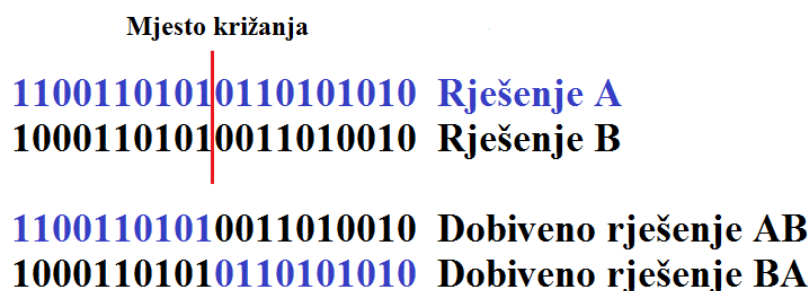 Mjesto križanja
11001101010110101010 Rješenje A
10001101010011010010 Rješenje B
11001101010011010010 Dobiveno rješenje AB
10001101010110101010 Dobiveno rješenje BA